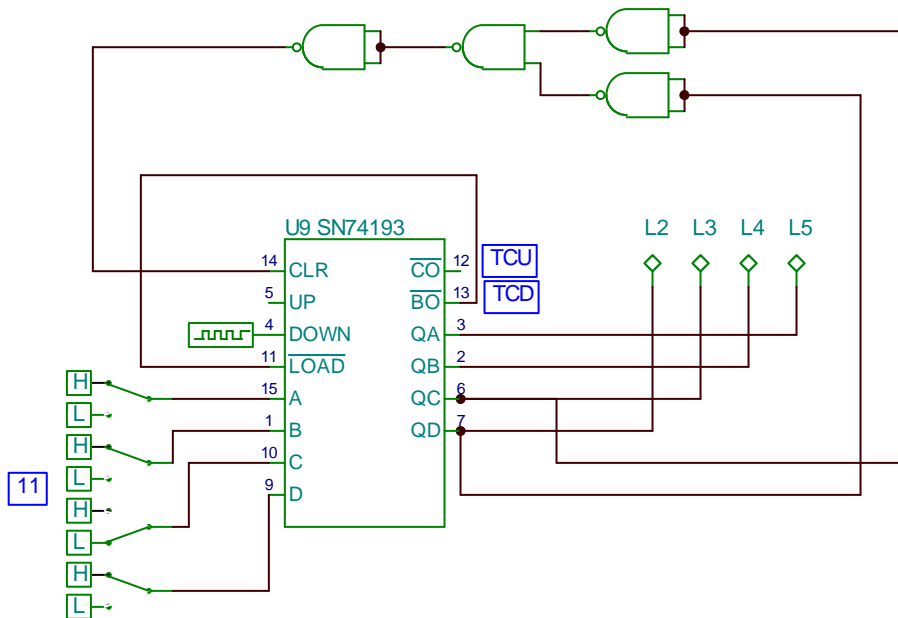 L2 L3 L4 L5
U9 SN74193
14 CLR CO 12 TCU
5 UP BO 13 TCD
4 DOWN QA 3
11 LOAD QB 2
H 15 A QC 6
L
H 1 B QD 7
L
10 C
11
H 9 D
L
H
L